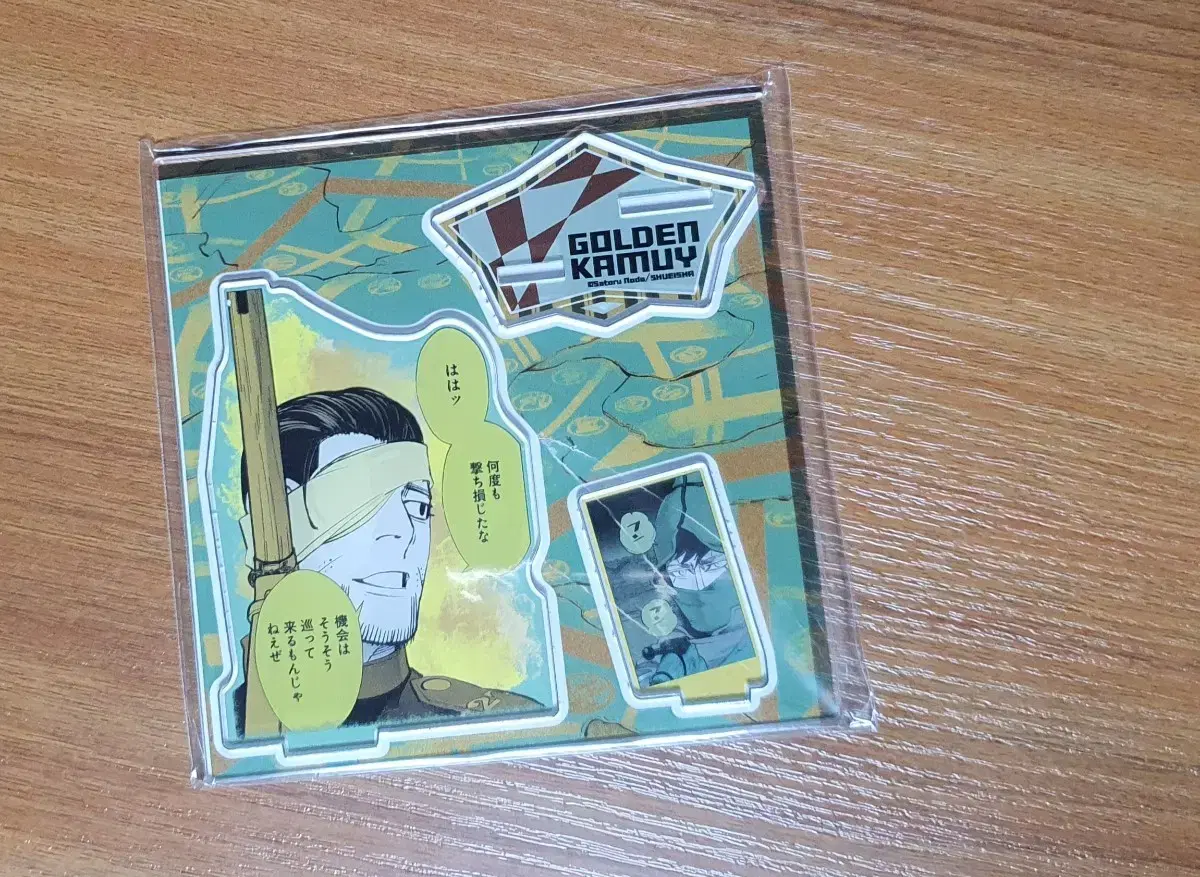 GOLDEN
KAMUY
©Satoru Noda/SHUEISHA
ははッ
何度も
撃ち損じたな
機会は
そうそう
巡って
来るもんじゃ
ねえぜ